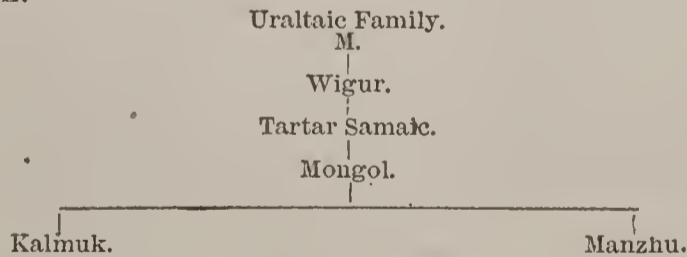 Uraltaic Family.
M.
Wigur.
Tartar Samaic.
Mongol.
Kalmuk. Manzhu.